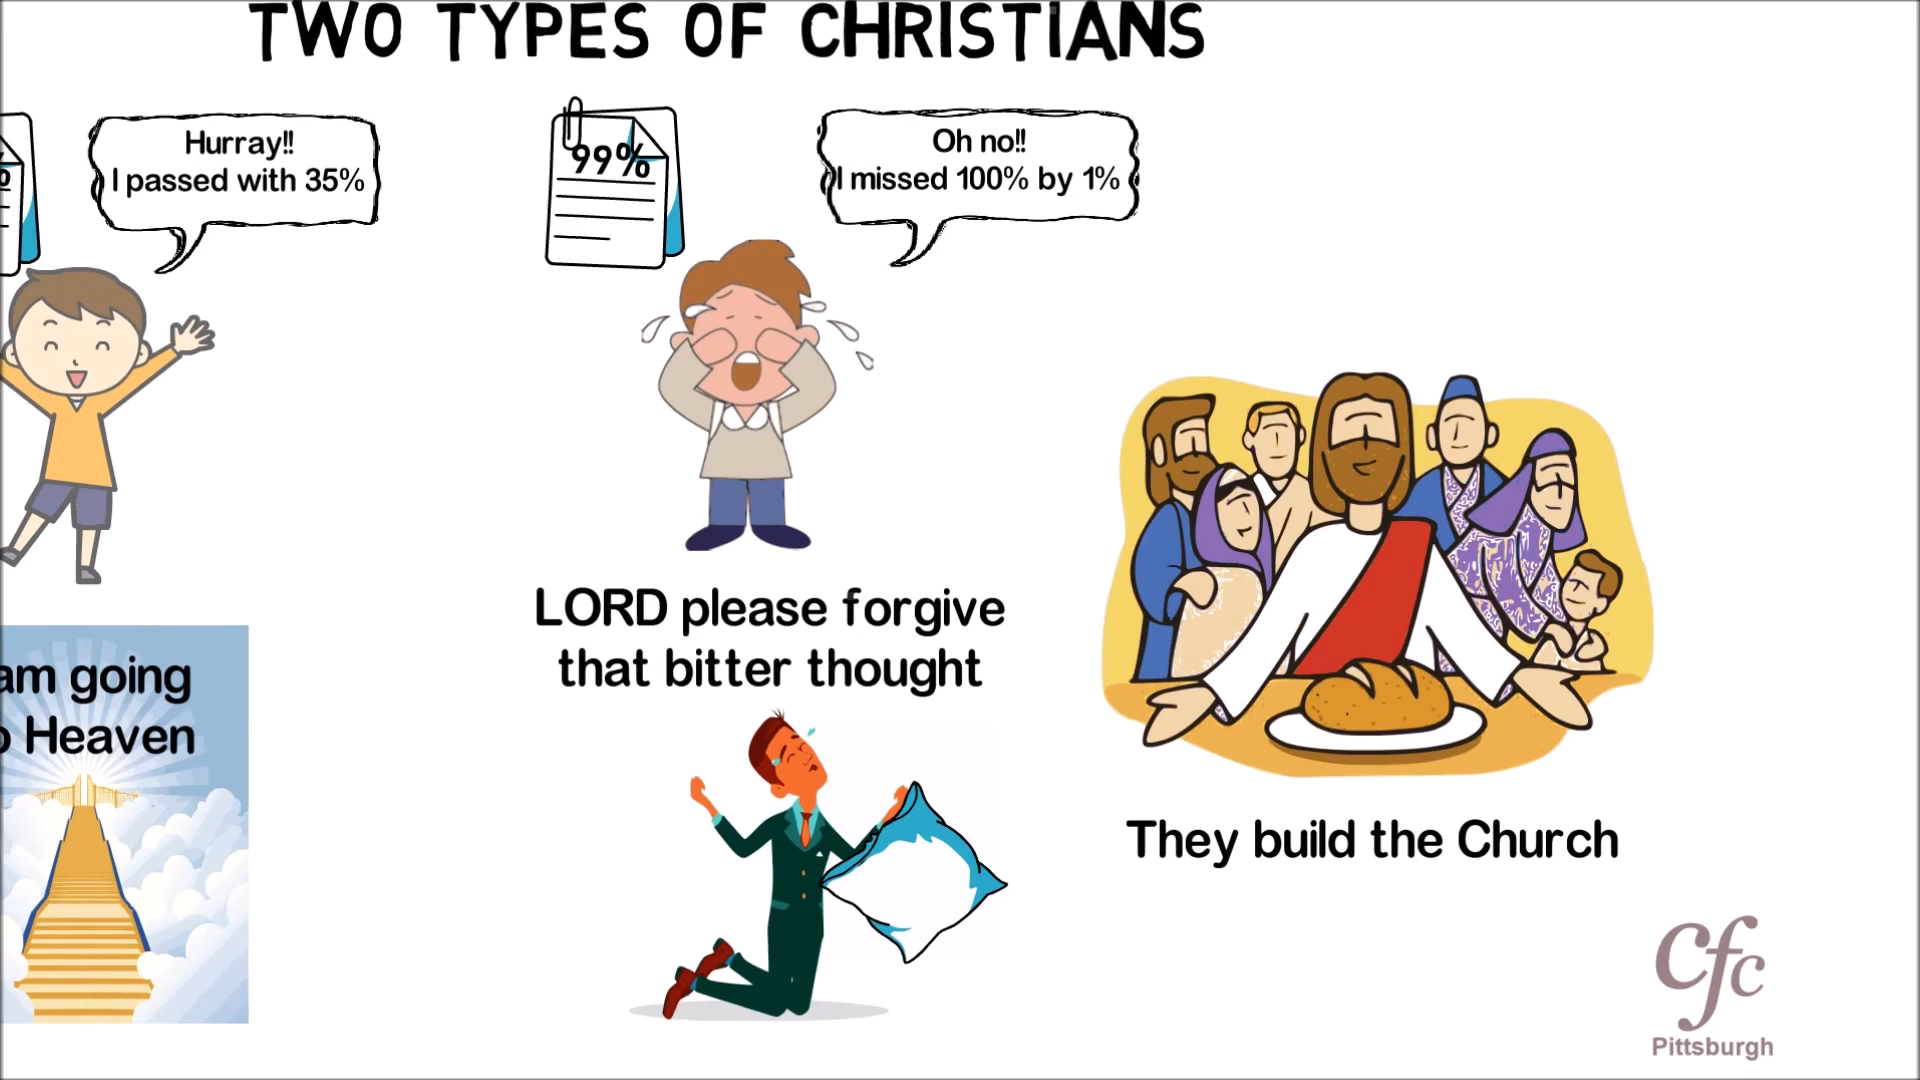 TWO TYPES OF CHRISTIANS
Hurray!!
I passed with 35%
99%
Oh no!!
I missed 100% by 1%
LORD please forgive
that bitter thought
am going
Heaven
They build the Church
cfc
Pittsburgh